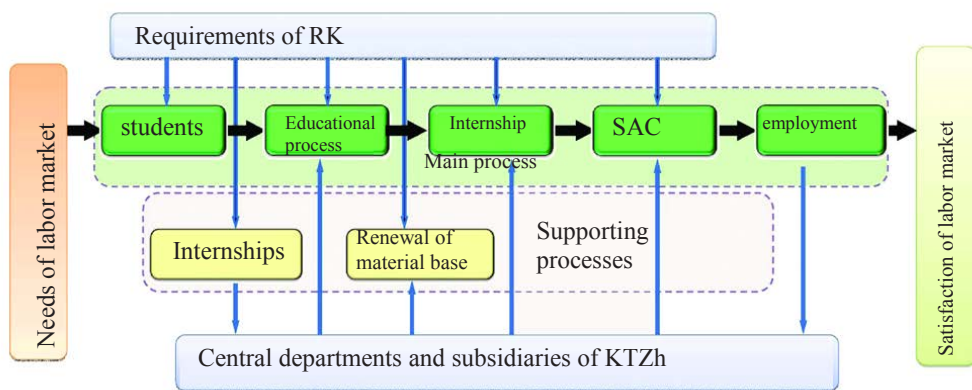 Requirements of RK
Needs of labor market
students
Educational
process
Internship
SAC
employment
Main process
Satisfaction of labor market
Internships
Renewal of
material base
Supporting
processes
Central departments and subsidiaries of KTZh